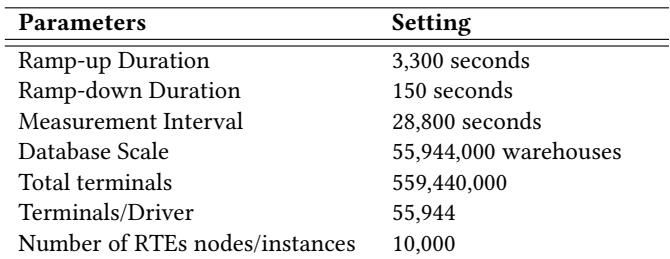 Parameters Setting
Ramp-up Duration 3,300 seconds
Ramp-down Duration 150 seconds
Measurement Interval 28,800 seconds
Database Scale 55,944,000 warehouses
Total terminals 559,440,000
Terminals/Driver 55,944
Number of RTEs nodes/instances 10,000